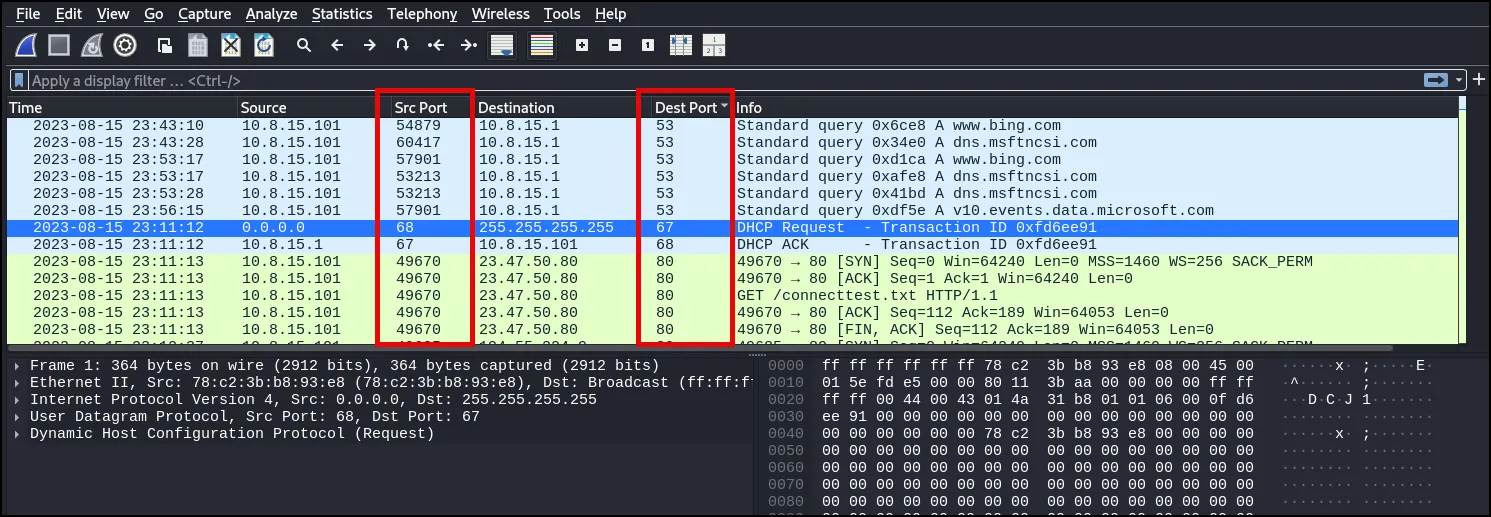 File Edit View Go Capture Analyze Statistics Telephony Wireless Tools Help
Apply a display filter ... <Ctrl-/>
Time Source Src Port Destination Dest Port Info
2023-08-15 23:43:10 10.8.15.101 54879 10.8.15.1 53 Standard query 0x6ce8 A www.bing.com
2023-08-15 23:43:28 10.8.15.101 60417 10.8.15.1 53 Standard query 0x34e0 A dns.msftncsi.com
2023-08-15 23:53:17 10.8.15.101 57901 10.8.15.1 53 Standard query 0xd1ca A www.bing.com
2023-08-15 23:53:17 10.8.15.101 53213 10.8.15.1 53 Standard query 0xafe8 A dns.msftncsi.com
2023-08-15 23:53:28 10.8.15.101 53213 10.8.15.1 53 Standard query 0x41bd A dns.msftncsi.com
2023-08-15 23:56:15 10.8.15.101 57901 10.8.15.1 53 Standard query 0xdf5e A v10.events.data.microsoft.com
2023-08-15 23:11:12 0.0.0.0 68 255.255.255.255 67 DHCP Request - Transaction ID 0xfd6ee91
2023-08-15 23:11:12 10.8.15.1 67 10.8.15.101 68 DHCP ACK - Transaction ID 0xfd6ee91
2023-08-15 23:11:13 10.8.15.101 49670 23.47.50.80 80 49670 → 80 [SYN] Seq=0 Win=64240 Len=0 MSS=1460 WS=256 SACK_PERM
2023-08-15 23:11:13 10.8.15.101 49670 23.47.50.80 80 49670 → 80 [ACK] Seq=1 Ack=1 Win=64240 Len=0
2023-08-15 23:11:13 10.8.15.101 49670 23.47.50.80 80 GET /connecttest.txt HTTP/1.1
2023-08-15 23:11:13 10.8.15.101 49670 23.47.50.80 80 49670 → 80 [ACK] Seq=112 Ack=189 Win=64053 Len=0
2023-08-15 23:11:13 10.8.15.101 49670 23.47.50.80 80 49670 → 80 [FIN, ACK] Seq=112 Ack=189 Win=64053 Len=0
Frame 1: 364 bytes on wire (2912 bits), 364 bytes captured (2912 bits)
Ethernet II, Src: 78:c2:3b:b8:93:e8 (78:c2:3b:b8:93:e8), Dst: Broadcast (ff:ff:f
Internet Protocol Version 4, Src: 0.0.0.0, Dst: 255.255.255.255
User Datagram Protocol, Src Port: 68, Dst Port: 67
Dynamic Host Configuration Protocol (Request)
0000 ff ff ff ff ff ff 78 c2 3b b8 93 e8 08 00 45 00 ······x· ;·····E·
0010 01 5e fd e5 00 00 80 11 3b aa 00 00 00 00 ff ff ·^······ ;·······
0020 ff ff 00 44 00 43 01 4a 31 b8 01 01 06 00 0f d6 ···D·C·J 1·······
0030 ee 91 00 00 00 00 00 00 00 00 00 00 00 00 00 00 ········ ········
0040 00 00 00 00 00 00 78 c2 3b b8 93 e8 00 00 00 00 ······x· ;·······
0050 00 00 00 00 00 00 00 00 00 00 00 00 00 00 00 00 ········ ········
0060 00 00 00 00 00 00 00 00 00 00 00 00 00 00 00 00 ········ ········
0070 00 00 00 00 00 00 00 00 00 00 00 00 00 00 00 00 ········ ········
0080 00 00 00 00 00 00 00 00 00 00 00 00 00 00 00 00 ········ ········